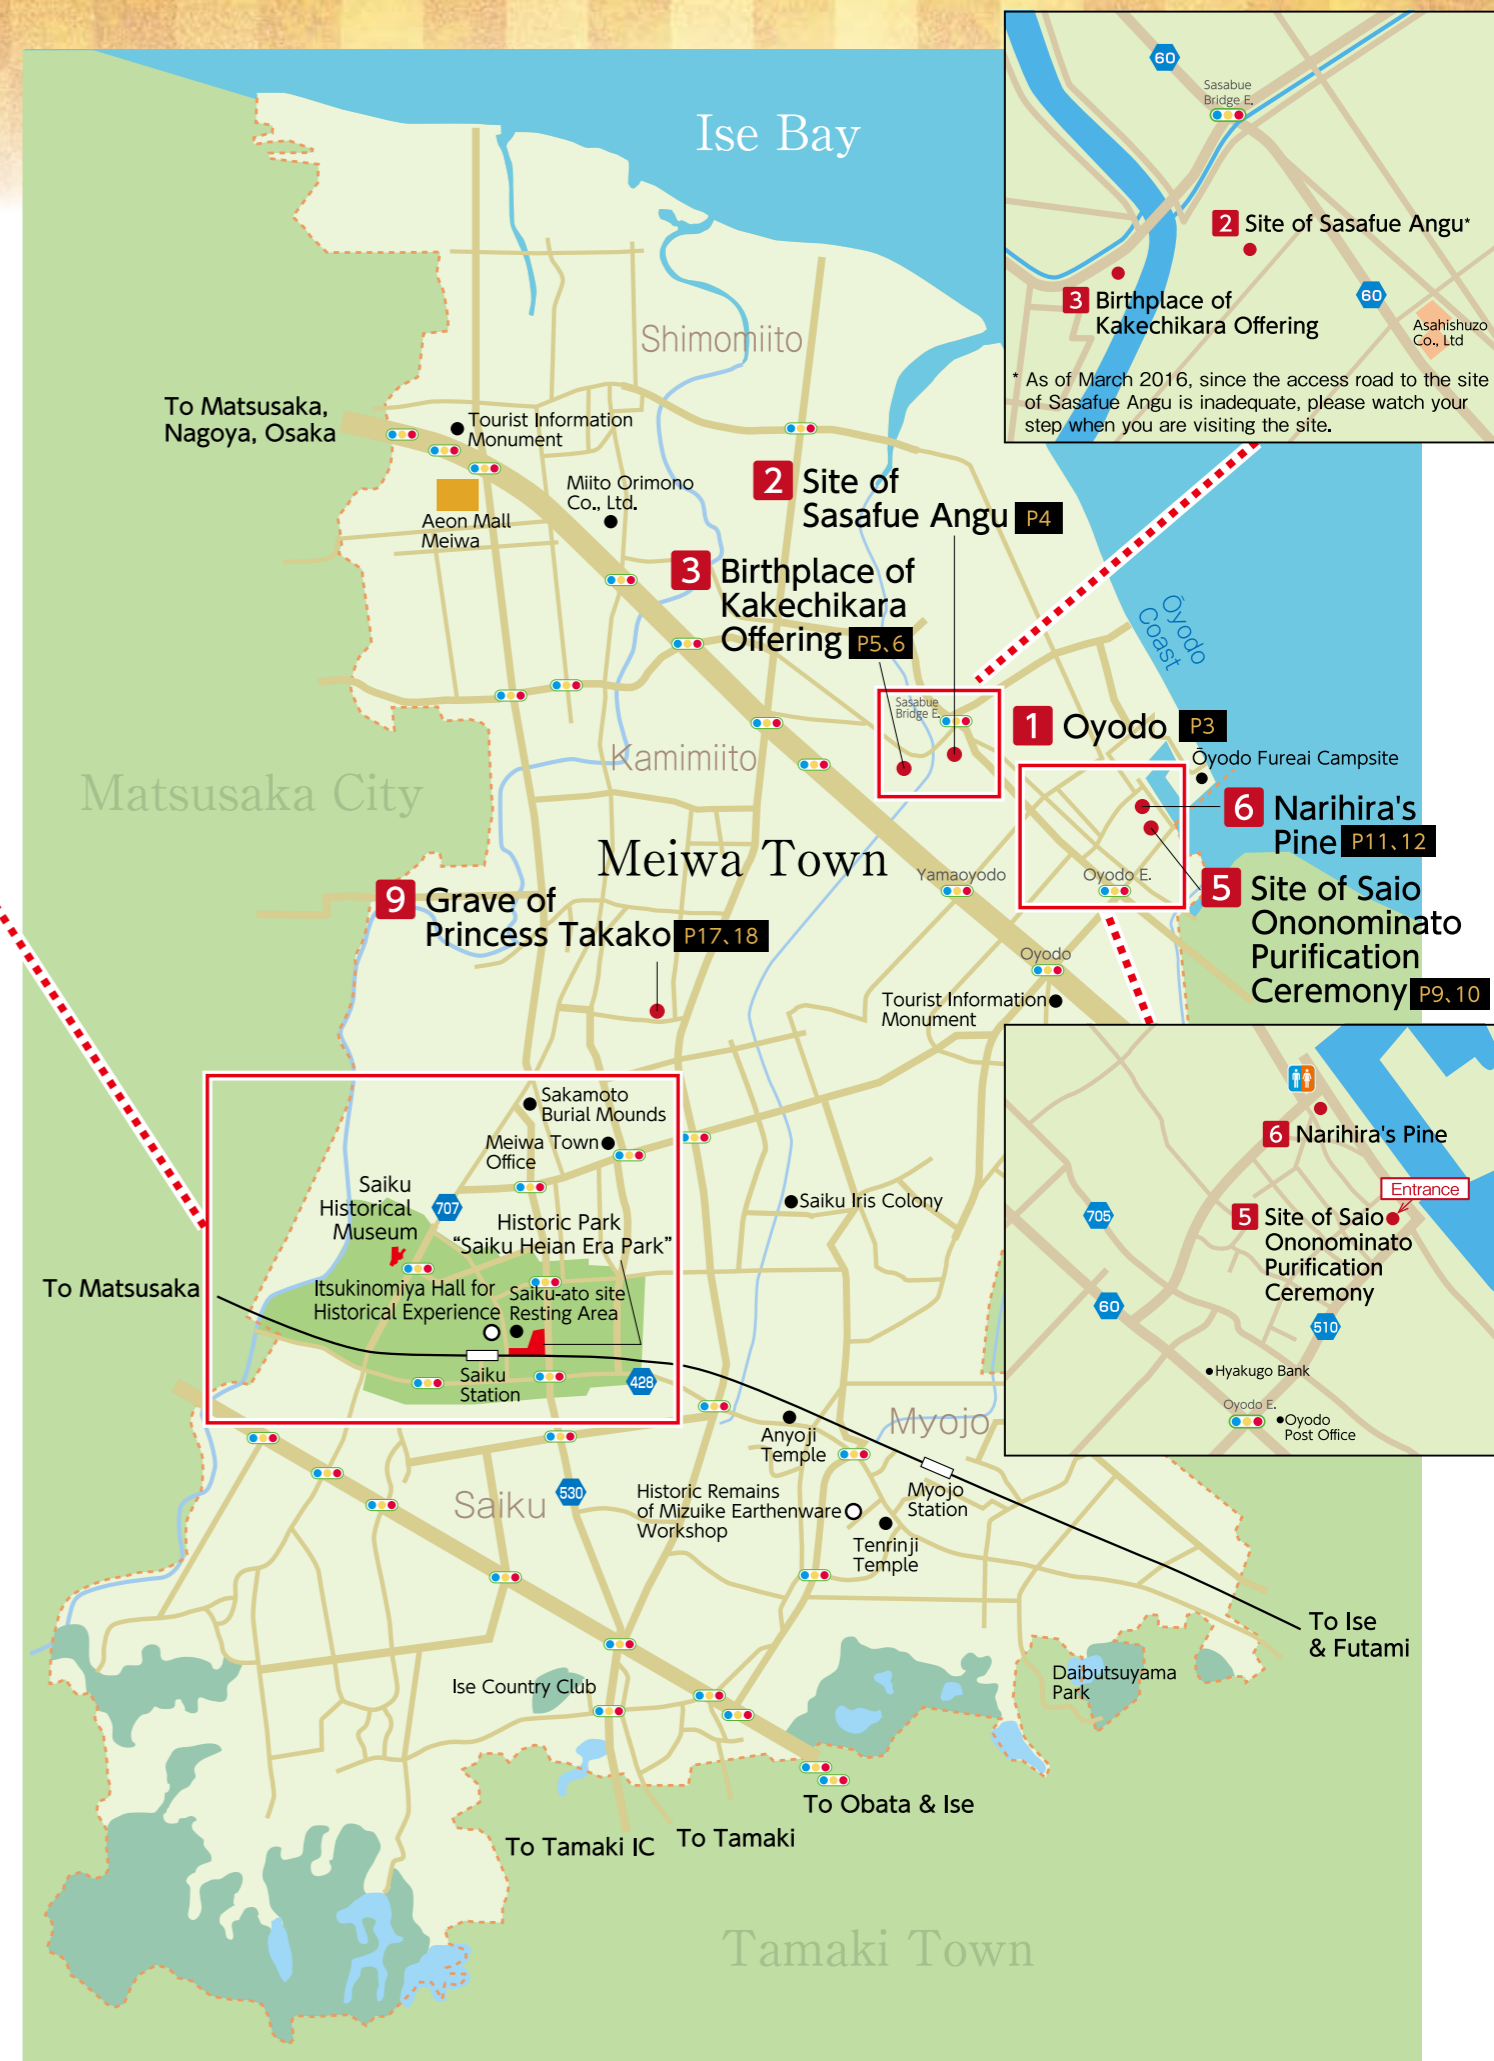 Ise Bay
60
Sasabue
Bridge E.
2 Site of Sasafue Angu*
3 Birthplace of
Kakechikara Offering
60
Asahishuzo
Co., Ltd
* As of March 2016, since the access road to the site
of Sasafue Angu is inadequate, please watch your
step when you are visiting the site.
Shimomiito
To Matsusaka,
Nagoya, Osaka
Tourist Information
Monument
Miito Orimono
Co., Ltd.
Aeon Mall
Meiwa
2 Site of
Sasafue Angu P4
3 Birthplace of
Kakechikara
Offering P5、6
Ōyodo
Coast
Sasabue
Bridge E.
1 Oyodo P3
Ōyodo Fureai Campsite
Kamimiito
Matsusaka City
6 Narihira's
Pine P11、12
Meiwa Town
Yamaoyodo
Oyodo E.
5 Site of Saio
Ononominato
Purification
Ceremony P9、10
9 Grave of
Princess Takako P17、18
Oyodo
Tourist Information
Monument
6 Narihira's Pine
Entrance
705
5 Site of Saio
Ononominato
Purification
Ceremony
60
510
Hyakugo Bank
Oyodo E.
Oyodo
Post Office
Sakamoto
Burial Mounds
Meiwa Town
Office
Saiku
Historical
Museum
707
Historic Park
“Saiku Heian Era Park”
Saiku Iris Colony
To Matsusaka
Itsukinomiya Hall for
Historical Experience
Saiku-ato site
Resting Area
Saiku
Station
428
Anyoji
Temple
Myojo
Saiku
530
Historic Remains
of Mizuike Earthenware
Workshop
Myojo
Station
Tenrinji
Temple
To Ise
& Futami
Ise Country Club
Daibutsuyama
Park
To Obata & Ise
To Tamaki IC
To Tamaki
Tamaki Town